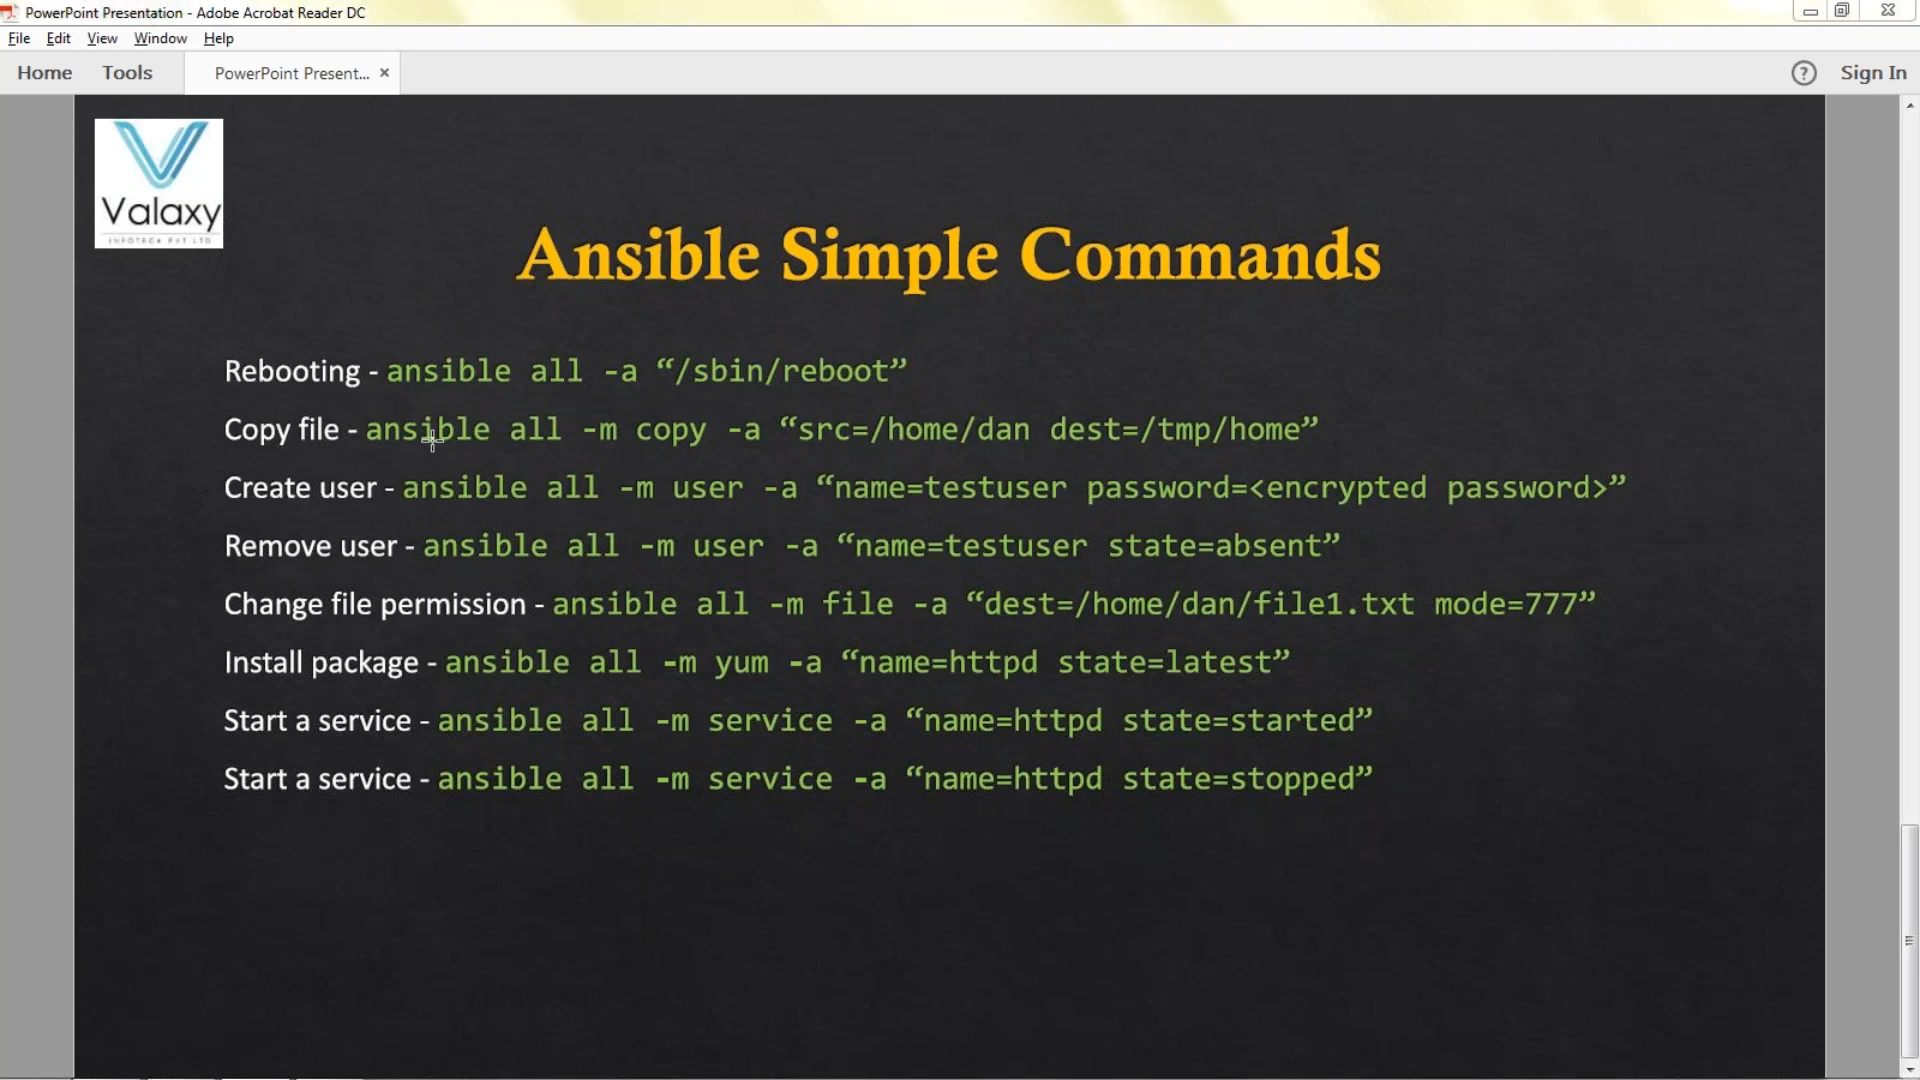 PowerPoint Presentation - Adobe Acrobat Reader DC
File Edit View Window Help
Home Tools PowerPoint Present... × ? Sign In
Valaxy
INFOTECH PVT LTD
Ansible Simple Commands
Rebooting - ansible all -a “/sbin/reboot”
Copy file - ansible all -m copy -a “src=/home/dan dest=/tmp/home”
Create user - ansible all -m user -a “name=testuser password=<encrypted password>”
Remove user - ansible all -m user -a “name=testuser state=absent”
Change file permission - ansible all -m file -a “dest=/home/dan/file1.txt mode=777”
Install package - ansible all -m yum -a “name=httpd state=latest”
Start a service - ansible all -m service -a “name=httpd state=started”
Start a service - ansible all -m service -a “name=httpd state=stopped”